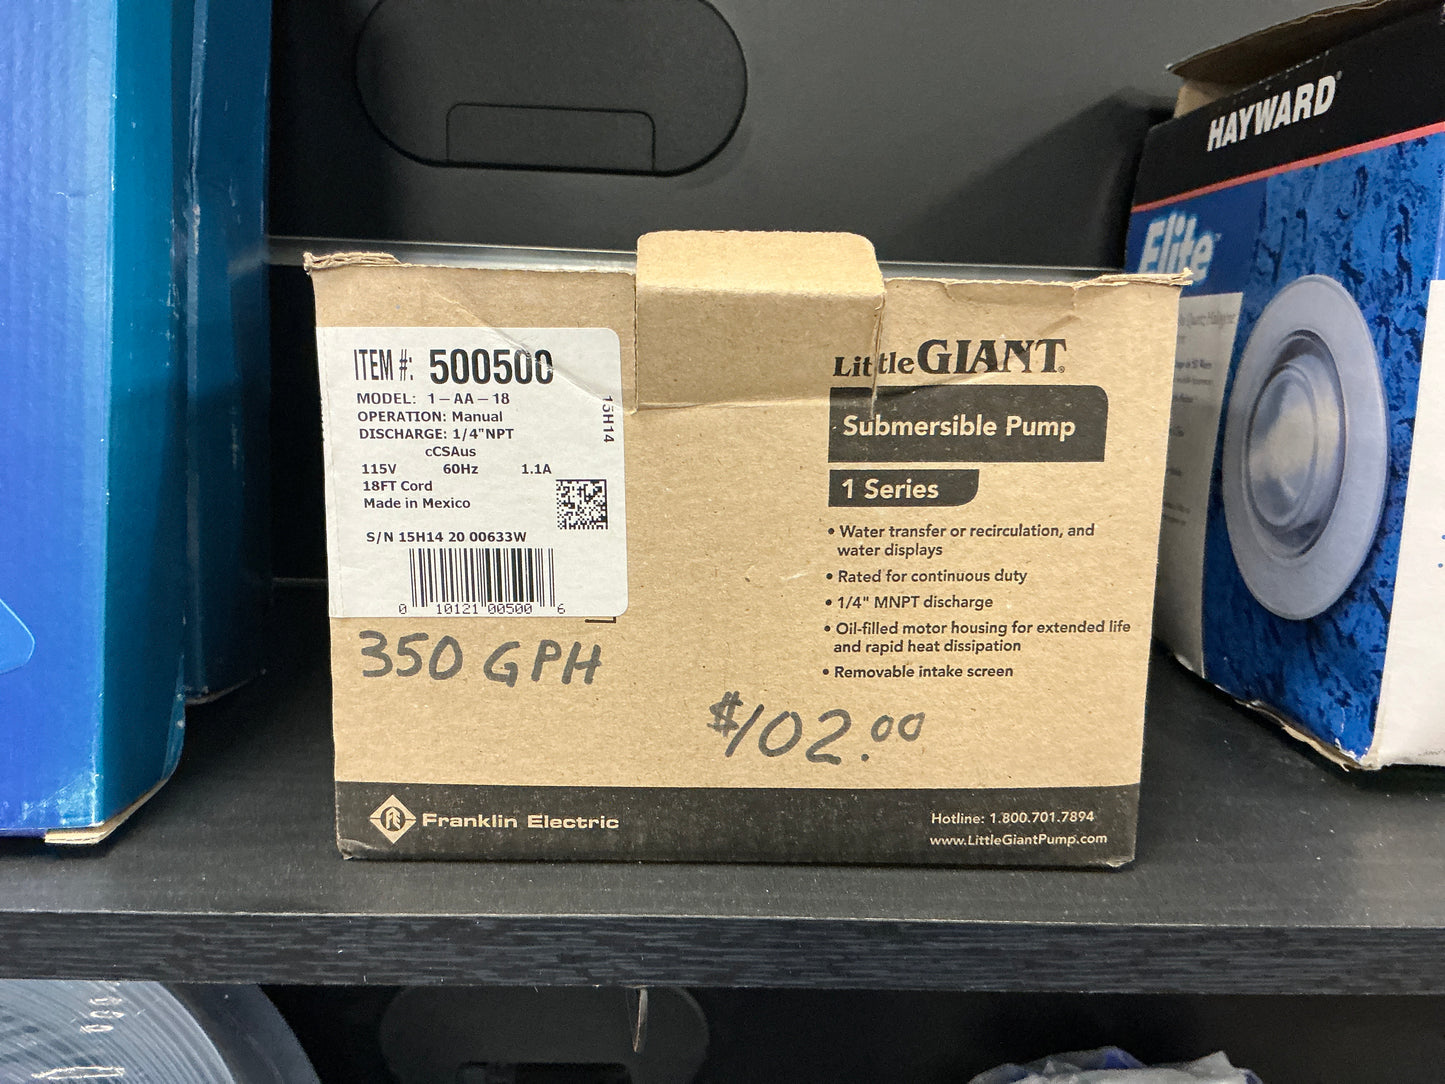 HAYWARD
Elite
ITEM #: 500500
MODEL: 1-AA-18
OPERATION: Manual
DISCHARGE: 1/4"NPT
cCSAus
115V 60Hz 1.1A
18FT Cord
Made in Mexico
S/N 15H14 20 00633W
0 10121 00500 6
15H14
350 GPH
Little GIANT®
Submersible Pump
1 Series
• Water transfer or recirculation, and
water displays
• Rated for continuous duty
• 1/4" MNPT discharge
• Oil-filled motor housing for extended life
and rapid heat dissipation
• Removable intake screen
$102.00
Franklin Electric
Hotline: 1.800.701.7894
www.LittleGiantPump.com